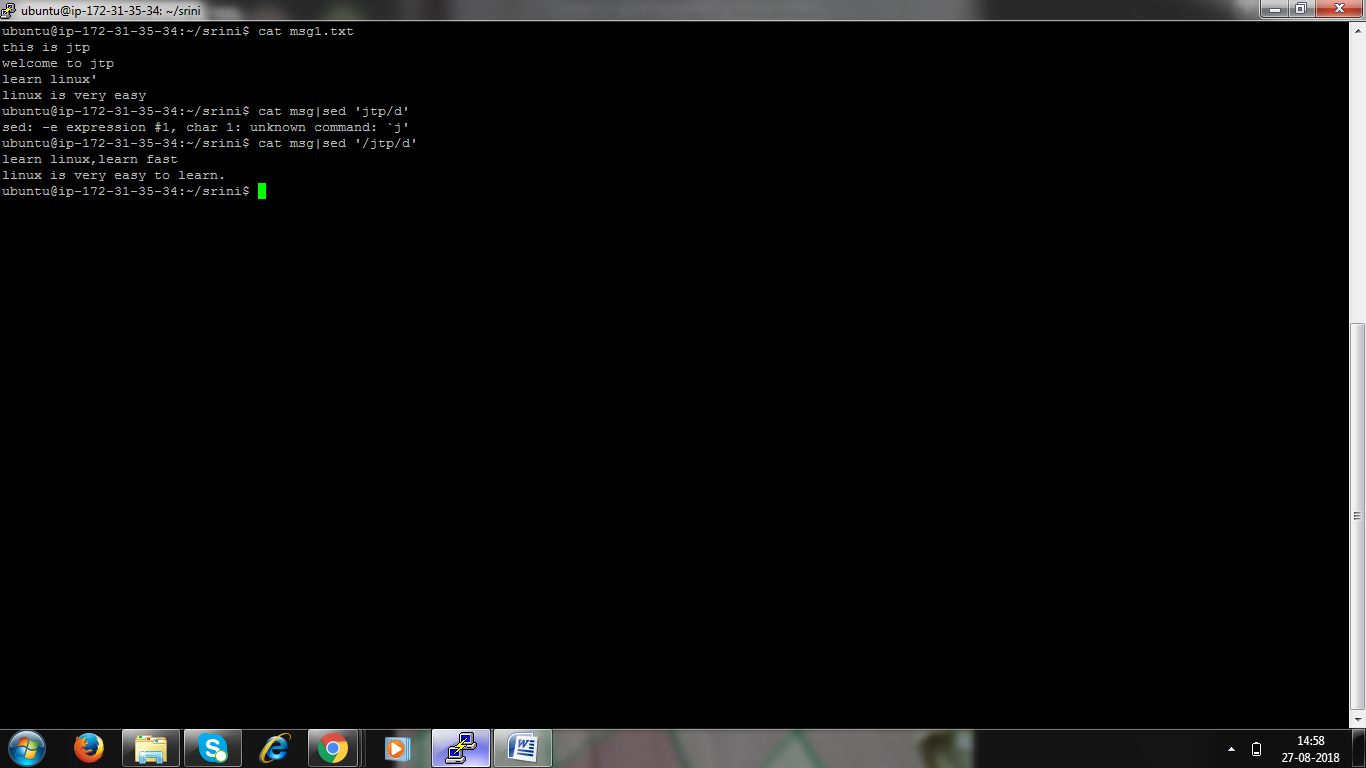 ubuntu@ip-172-31-35-34: ~/srini
ubuntu@ip-172-31-35-34:~/srini$ cat msg1.txt
this is jtp
welcome to jtp
learn linux'
linux is very easy
ubuntu@ip-172-31-35-34:~/srini$ cat msg|sed 'jtp/d'
sed: -e expression #1, char 1: unknown command: `j'
ubuntu@ip-172-31-35-34:~/srini$ cat msg|sed '/jtp/d'
learn linux,learn fast
linux is very easy to learn.
ubuntu@ip-172-31-35-34:~/srini$
14:58
27-08-2018